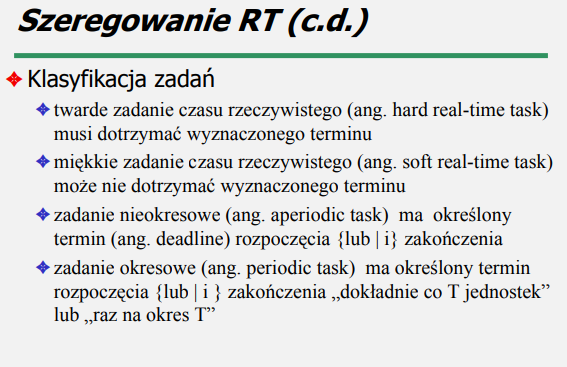 Szeregowanie RT (c.d.)
Klasyfikacja zadań
twarde zadanie czasu rzeczywistego (ang. hard real-time task)
musi dotrzymać wyznaczonego terminu
miękkie zadanie czasu rzeczywistego (ang. soft real-time task)
może nie dotrzymać wyznaczonego terminu
zadanie nieokresowe (ang. aperiodic task) ma określony
termin (ang. deadline) rozpoczęcia {lub | i} zakończenia
zadanie okresowe (ang. periodic task) ma określony termin
rozpoczęcia {lub | i } zakończenia „dokładnie co T jednostek”
lub „raz na okres T”